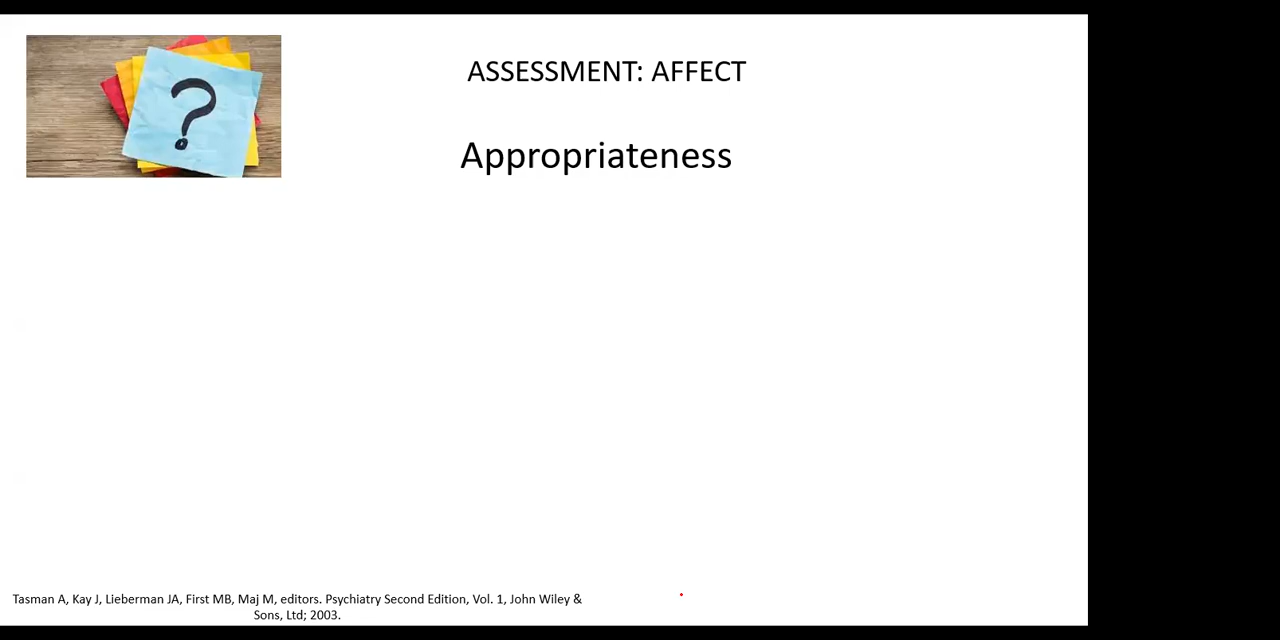 ?
ASSESSMENT: AFFECT
Appropriateness
Tasman A, Kay J, Lieberman JA, First MB, Maj M, editors. Psychiatry Second Edition, Vol. 1, John Wiley &
Sons, Ltd; 2003.